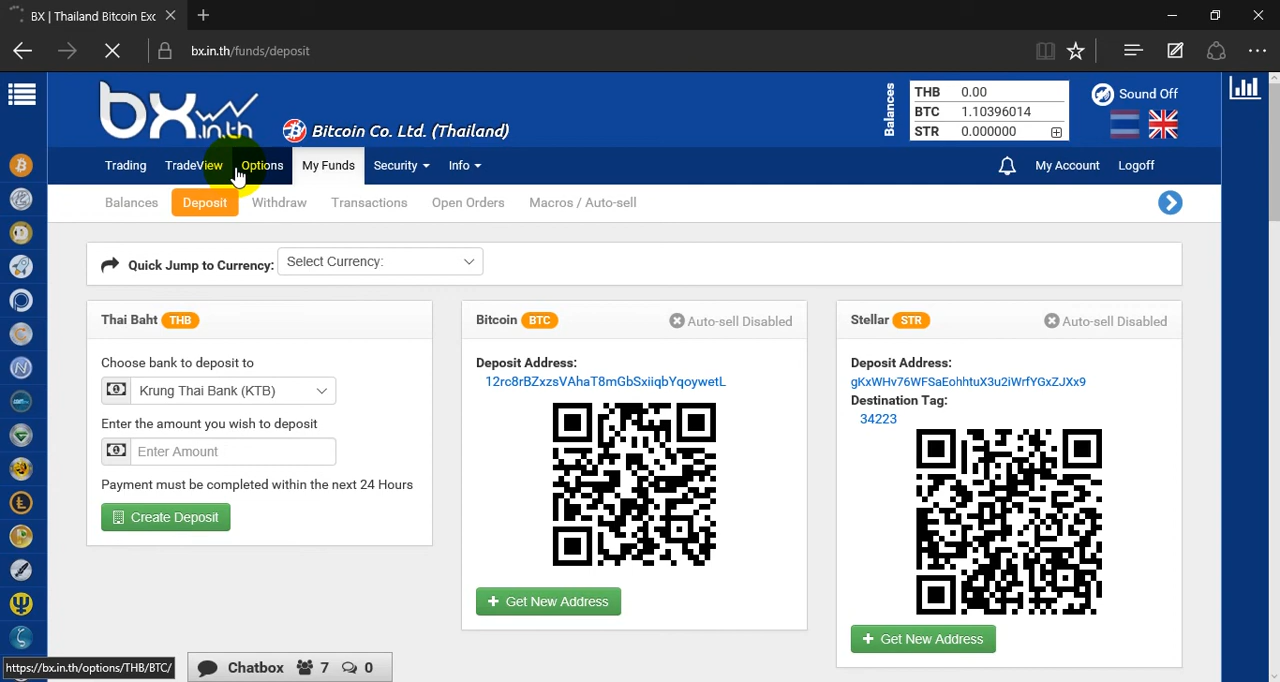 BX | Thailand Bitcoin Exc
bx.in.th/funds/deposit
bx.in.th
Bitcoin Co. Ltd. (Thailand)
Balances
THB 0.00
BTC 1.10396014
STR 0.000000
Sound Off
Trading TradeView Options My Funds Security Info My Account Logoff
Balances Deposit Withdraw Transactions Open Orders Macros / Auto-sell
Quick Jump to Currency: Select Currency:
Thai Baht THB
Choose bank to deposit to
Krung Thai Bank (KTB)
Enter the amount you wish to deposit
Enter Amount
Payment must be completed within the next 24 Hours
Create Deposit
Bitcoin BTC Auto-sell Disabled
Deposit Address:
12rc8rBZxzsVAhaT8mGbSxiiqbYqoywetL
+ Get New Address
Stellar STR Auto-sell Disabled
Deposit Address:
gKxWHv76WFSaEohhtuX3u2iWrfYGxZJXx9
Destination Tag:
34223
+ Get New Address
Chatbox 7 0
https://bx.in.th/options/THB/BTC/